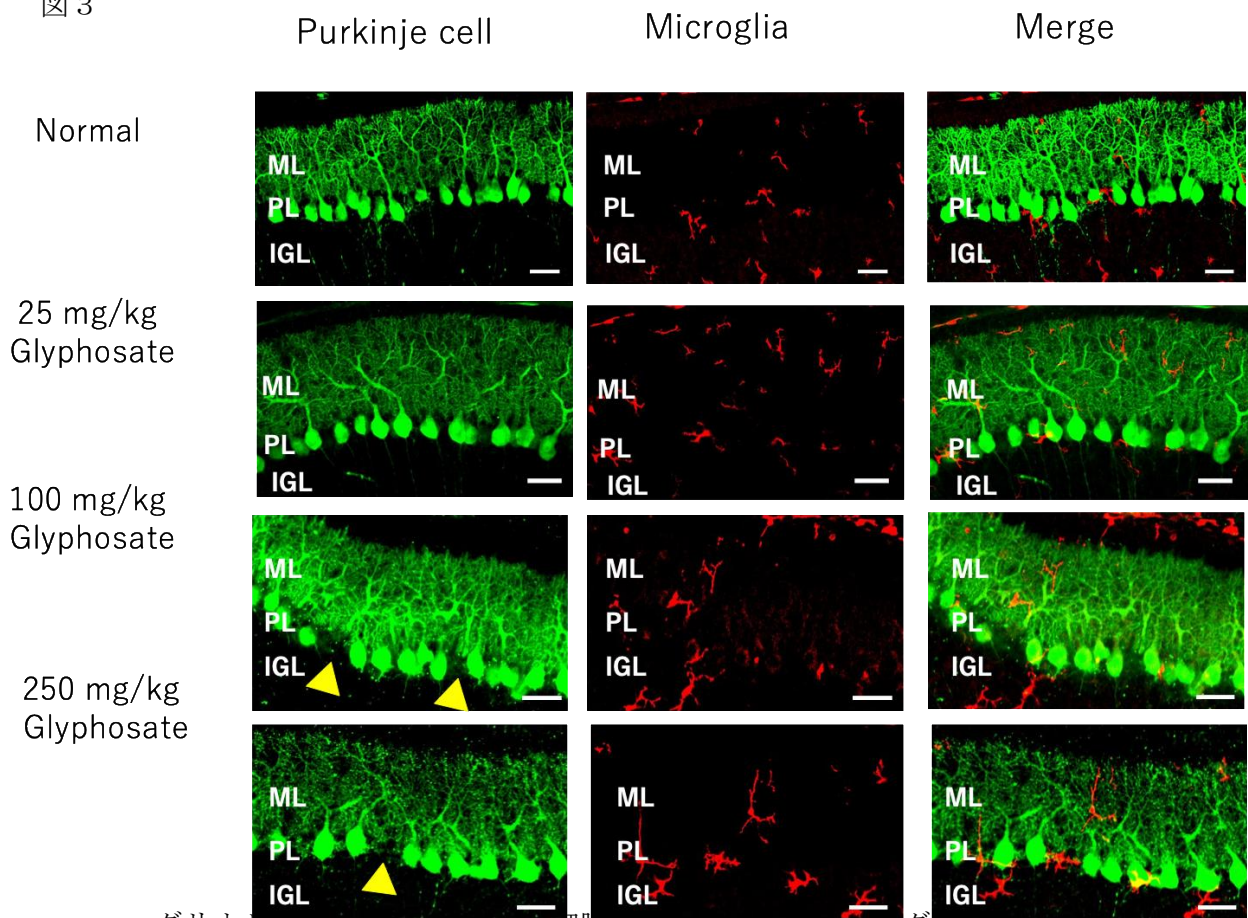 図３
Purkinje cell Microglia Merge
Normal
ML ML ML
PL PL PL
IGL IGL IGL
25 mg/kg
Glyphosate
ML ML ML
PL PL PL
IGL IGL IGL
100 mg/kg
Glyphosate
ML ML ML
PL PL PL
IGL IGL IGL
250 mg/kg
Glyphosate
ML ML ML
PL PL PL
IGL IGL IGL